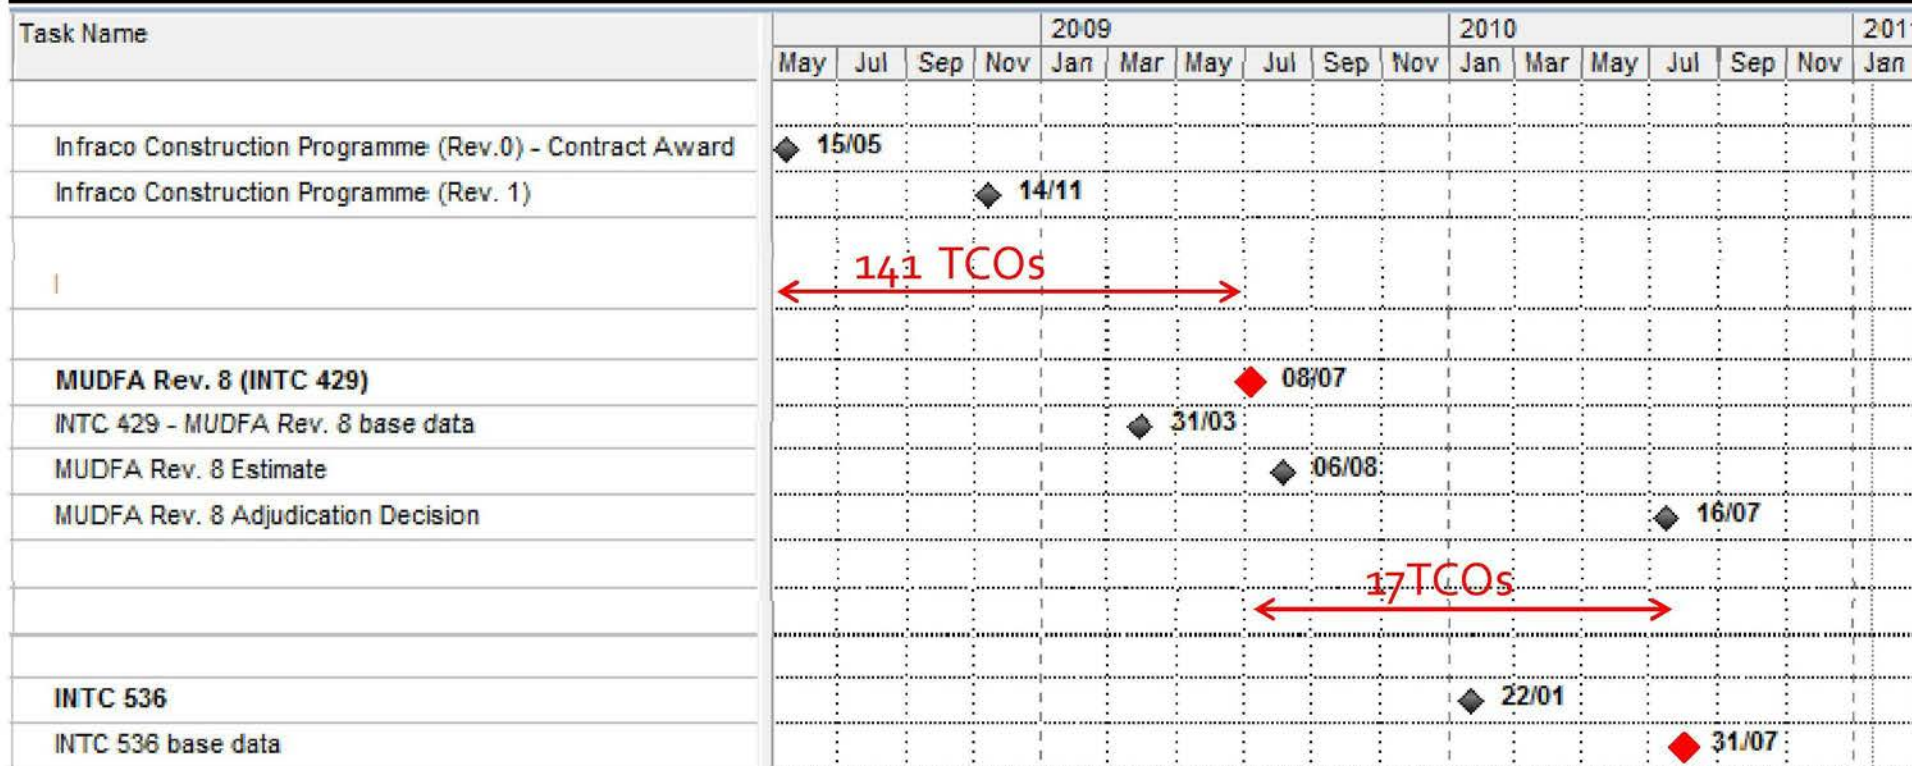 Task Name
2009 2010 201
May Jul Sep Nov Jan Mar May Jul Sep Nov Jan Mar May Jul Sep Nov Jan
Infraco Construction Programme (Rev.0) - Contract Award 15/05
Infraco Construction Programme (Rev. 1) 14/11
141 TCOs
MUDFA Rev. 8 (INTC 429) 08/07
INTC 429 - MUDFA Rev. 8 base data 31/03
MUDFA Rev. 8 Estimate 06/08
MUDFA Rev. 8 Adjudication Decision 16/07
17TCOs
INTC 536 22/01
INTC 536 base data 31/07